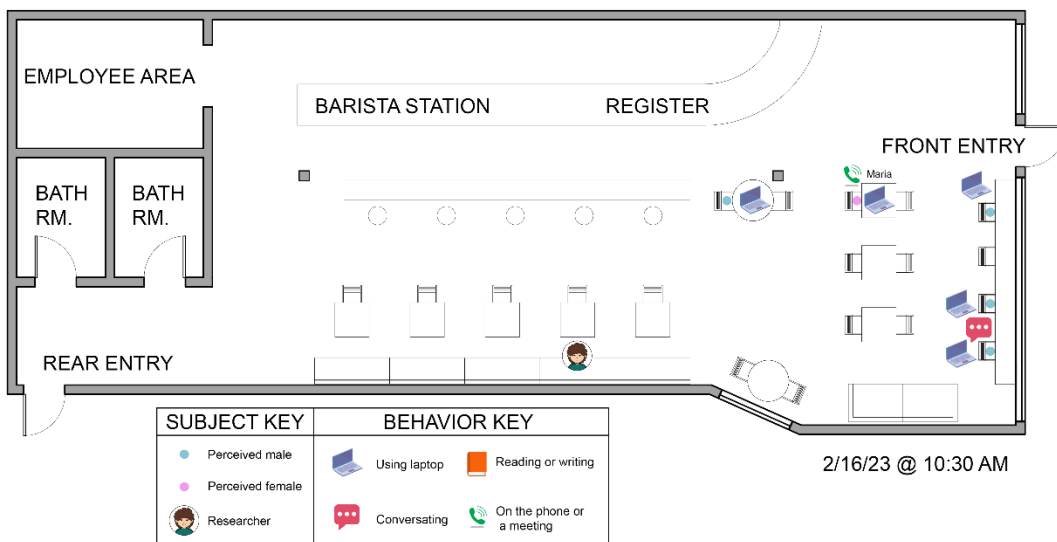 EMPLOYEE AREA
BARISTA STATION
REGISTER
FRONT ENTRY
Maria
BATH
RM.
BATH
RM.
REAR ENTRY
SUBJECT KEY
BEHAVIOR KEY
Perceived male
Using laptop
Reading or writing
Perceived female
Researcher
Conversating
On the phone or
a meeting
2/16/23 @ 10:30 AM